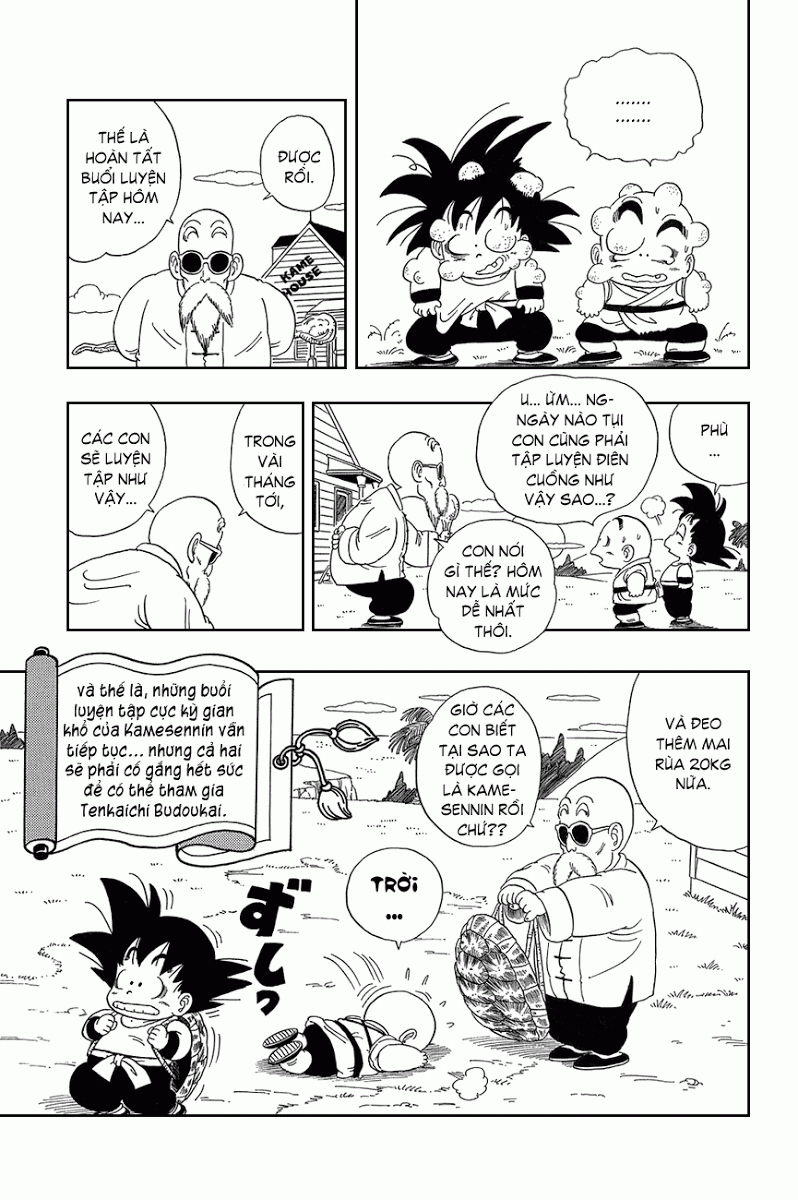 .......
.......
ĐƯỢC
RỒI.
THẾ LÀ
HOÀN TẤT
BUỔI LUYỆN
TẬP HÔM
NAY...
KAME
HOUSE
PHÙ
...
Ư... ỪM... NG-
NGÀY NÀO TỤI
CON CŨNG PHẢI
TẬP LUYỆN ĐIÊN
CUỒNG NHƯ
VẬY SAO...?
CON NÓI
GÌ THẾ? HÔM
NAY LÀ MỨC
DỄ NHẤT
THÔI.
TRONG
VÀI
THÁNG
TỚI,
CÁC CON
SẼ LUYỆN
TẬP NHƯ
VẬY...
VÀ ĐEO
THÊM MAI
RÙA 20KG
NỮA.
GIỜ CÁC
CON BIẾT
TẠI SAO TA
ĐƯỢC GỌI
LÀ KAME-
SENNIN RỒI
CHỨ??
TRỜI
...
ずしっ
và thế là, những buổi
luyện tập cực kỳ gian
khổ của Kamesennin vẫn
tiếp tục... nhưng cả hai
sẽ phải cố gắng hết sức
để có thể tham gia
Tenkaichi Budoukai.